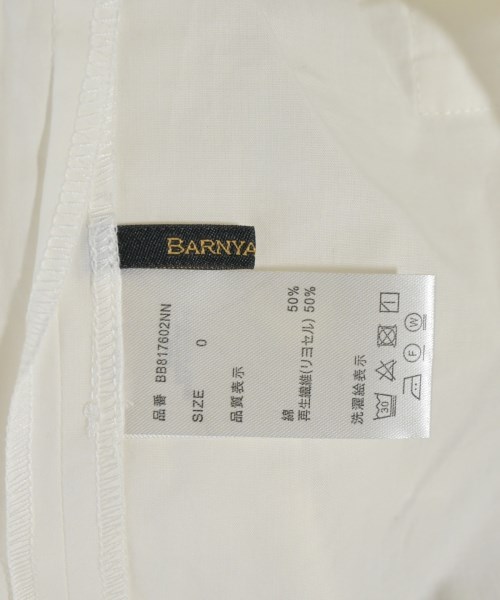 BARNYA
品番 BB817602NN
SIZE 0
品質表示
綿 50%
再生繊維(リヨセル) 50%
洗濯絵表示
30
F W